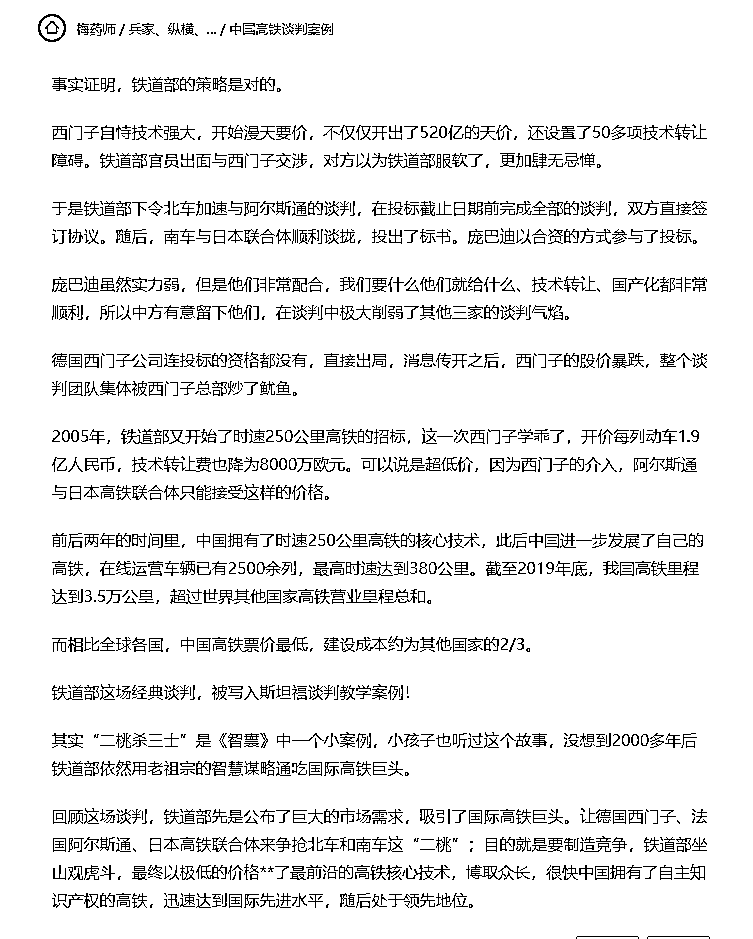 梅药师 / 兵家、纵横、... / 中国高铁谈判案例
事实证明，铁道部的策略是对的。
西门子自恃技术强大，开始漫天要价，不仅仅开出了520亿的天价，还设置了50多项技术转让
障碍。铁道部官员出面与西门子交涉，对方以为铁道部服软了，更加肆无忌惮。
于是铁道部下令北车加速与阿尔斯通的谈判，在投标截止日期前完成全部的谈判，双方直接签
订协议。随后，南车与日本联合体顺利谈拢，投出了标书。庞巴迪以合资的方式参与了投标。
庞巴迪虽然实力弱，但是他们非常配合，我们要什么他们就给什么、技术转让、国产化都非常
顺利，所以中方有意留下他们，在谈判中极大削弱了其他三家的谈判气焰。
德国西门子公司连投标的资格都没有，直接出局，消息传开之后，西门子的股价暴跌，整个谈
判团队集体被西门子总部炒了鱿鱼。
2005年，铁道部又开始了时速250公里高铁的招标，这一次西门子学乖了，开价每列动车1.9
亿人民币，技术转让费也降为8000万欧元。可以说是超低价，因为西门子的介入，阿尔斯通
与日本高铁联合体只能接受这样的价格。
前后两年的时间里，中国拥有了时速250公里高铁的核心技术，此后中国进一步发展了自己的
高铁，在线运营车辆已有2500余列，最高时速达到380公里。截至2019年底，我国高铁里程
达到3.5万公里，超过世界其他国家高铁营业里程总和。
而相比全球各国，中国高铁票价最低，建设成本约为其他国家的2/3。
铁道部这场经典谈判，被写入斯坦福谈判教学案例！
其实“二桃杀三士”是《智囊》中一个小案例，小孩子也听过这个故事，没想到2000多年后
铁道部依然用老祖宗的智慧谋略通吃国际高铁巨头。
回顾这场谈判，铁道部先是公布了巨大的市场需求，吸引了国际高铁巨头。让德国西门子、法
国阿尔斯通、日本高铁联合体来争抢北车和南车这“二桃”；目的就是要制造竞争，铁道部坐
山观虎斗，最终以极低的价格**了最前沿的高铁核心技术，博取众长，很快中国拥有了自主知
识产权的高铁，迅速达到国际先进水平，随后处于领先地位。